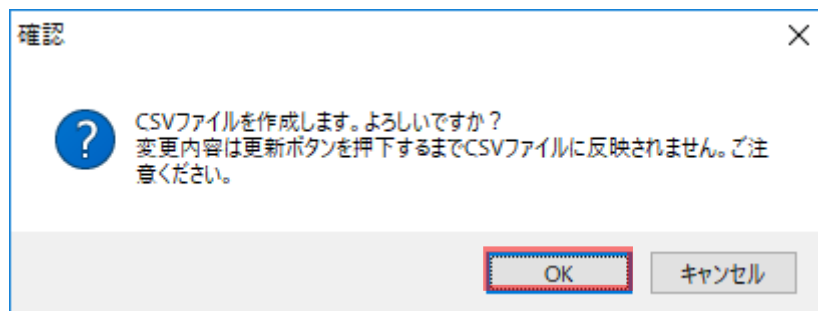 確認
CSVファイルを作成します。よろしいですか？
変更内容は更新ボタンを押下するまでCSVファイルに反映されません。ご注
意ください。
OK
キャンセル